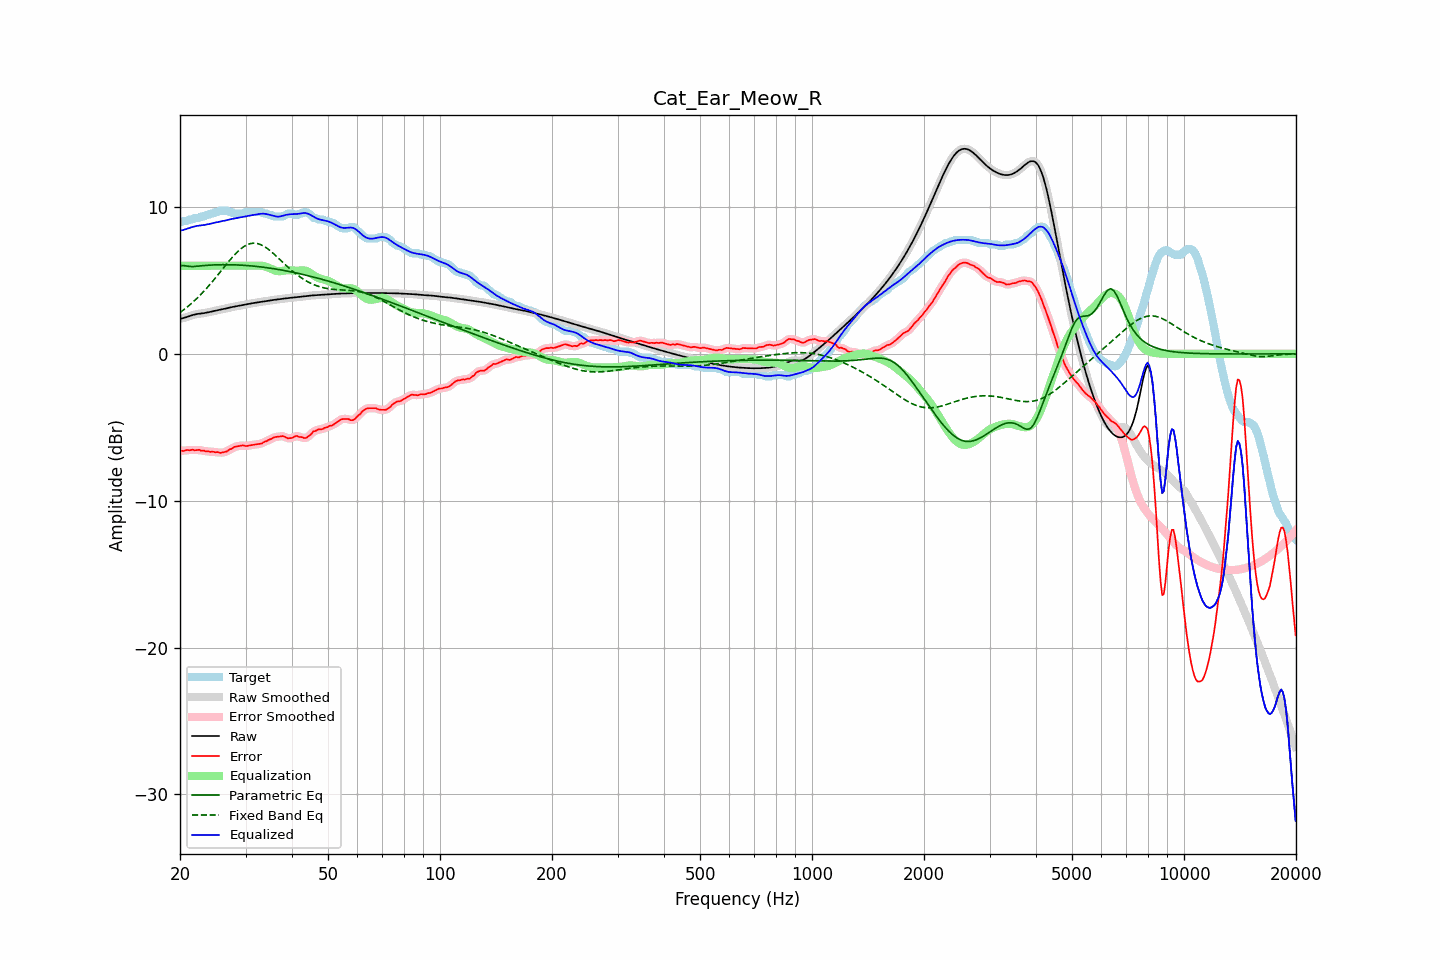 Cat_Ear_Meow_R
Amplitude (dBr)
10
0
−10
−20
−30
Target
Raw Smoothed
Error Smoothed
Raw
Error
Equalization
Parametric Eq
Fixed Band Eq
Equalized
20 50 100 200 500 1000 2000 5000 10000 20000
Frequency (Hz)